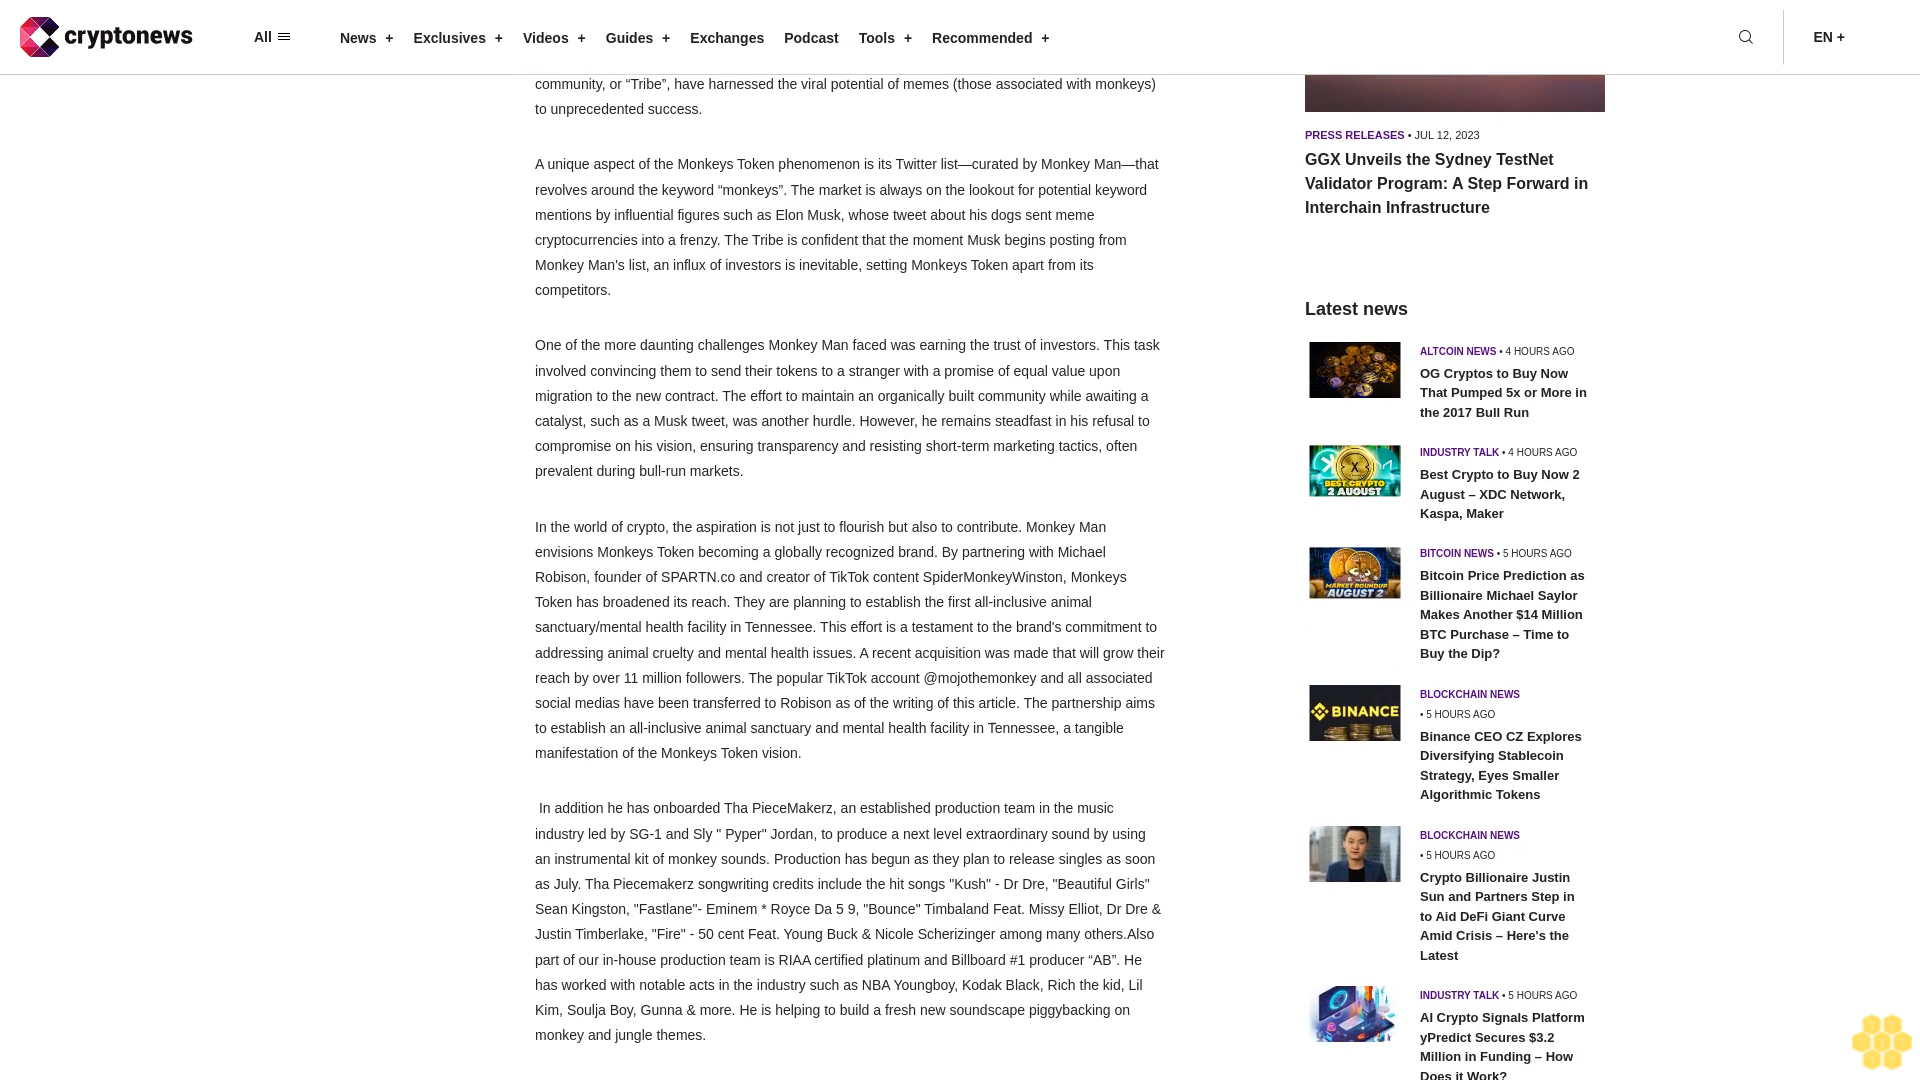 cryptonews
All
News +
Exclusives +
Videos +
Guides +
Exchanges
Podcast
Tools +
Recommended +
EN +
community, or “Tribe”, have harnessed the viral potential of memes (those associated with monkeys)
to unprecedented success.
A unique aspect of the Monkeys Token phenomenon is its Twitter list—curated by Monkey Man—that
revolves around the keyword “monkeys”. The market is always on the lookout for potential keyword
mentions by influential figures such as Elon Musk, whose tweet about his dogs sent meme
cryptocurrencies into a frenzy. The Tribe is confident that the moment Musk begins posting from
Monkey Man's list, an influx of investors is inevitable, setting Monkeys Token apart from its
competitors.
One of the more daunting challenges Monkey Man faced was earning the trust of investors. This task
involved convincing them to send their tokens to a stranger with a promise of equal value upon
migration to the new contract. The effort to maintain an organically built community while awaiting a
catalyst, such as a Musk tweet, was another hurdle. However, he remains steadfast in his refusal to
compromise on his vision, ensuring transparency and resisting short-term marketing tactics, often
prevalent during bull-run markets.
In the world of crypto, the aspiration is not just to flourish but also to contribute. Monkey Man
envisions Monkeys Token becoming a globally recognized brand. By partnering with Michael
Robison, founder of SPARTN.co and creator of TikTok content SpiderMonkeyWinston, Monkeys
Token has broadened its reach. They are planning to establish the first all-inclusive animal
sanctuary/mental health facility in Tennessee. This effort is a testament to the brand's commitment to
addressing animal cruelty and mental health issues. A recent acquisition was made that will grow their
reach by over 11 million followers. The popular TikTok account @mojothemonkey and all associated
social medias have been transferred to Robison as of the writing of this article. The partnership aims
to establish an all-inclusive animal sanctuary and mental health facility in Tennessee, a tangible
manifestation of the Monkeys Token vision.
In addition he has onboarded Tha PieceMakerz, an established production team in the music
industry led by SG-1 and Sly " Pyper" Jordan, to produce a next level extraordinary sound by using
an instrumental kit of monkey sounds. Production has begun as they plan to release singles as soon
as July. Tha Piecemakerz songwriting credits include the hit songs "Kush" - Dr Dre, "Beautiful Girls"
Sean Kingston, "Fastlane"- Eminem * Royce Da 5 9, "Bounce" Timbaland Feat. Missy Elliot, Dr Dre &
Justin Timberlake, "Fire" - 50 cent Feat. Young Buck & Nicole Scherizinger among many others.Also
part of our in-house production team is RIAA certified platinum and Billboard #1 producer “AB”. He
has worked with notable acts in the industry such as NBA Youngboy, Kodak Black, Rich the kid, Lil
Kim, Soulja Boy, Gunna & more. He is helping to build a fresh new soundscape piggybacking on
monkey and jungle themes.
PRESS RELEASES • JUL 12, 2023
GGX Unveils the Sydney TestNet
Validator Program: A Step Forward in
Interchain Infrastructure
Latest news
ALTCOIN NEWS • 4 HOURS AGO
OG Cryptos to Buy Now
That Pumped 5x or More in
the 2017 Bull Run
BEST CRYPTO
2 AUGUST
INDUSTRY TALK • 4 HOURS AGO
Best Crypto to Buy Now 2
August – XDC Network,
Kaspa, Maker
MARKET ROUNDUP
AUGUST 2
BITCOIN NEWS • 5 HOURS AGO
Bitcoin Price Prediction as
Billionaire Michael Saylor
Makes Another $14 Million
BTC Purchase – Time to
Buy the Dip?
BINANCE
BLOCKCHAIN NEWS
• 5 HOURS AGO
Binance CEO CZ Explores
Diversifying Stablecoin
Strategy, Eyes Smaller
Algorithmic Tokens
BLOCKCHAIN NEWS
• 5 HOURS AGO
Crypto Billionaire Justin
Sun and Partners Step in
to Aid DeFi Giant Curve
Amid Crisis – Here's the
Latest
INDUSTRY TALK • 5 HOURS AGO
AI Crypto Signals Platform
yPredict Secures $3.2
Million in Funding – How
Does it Work?